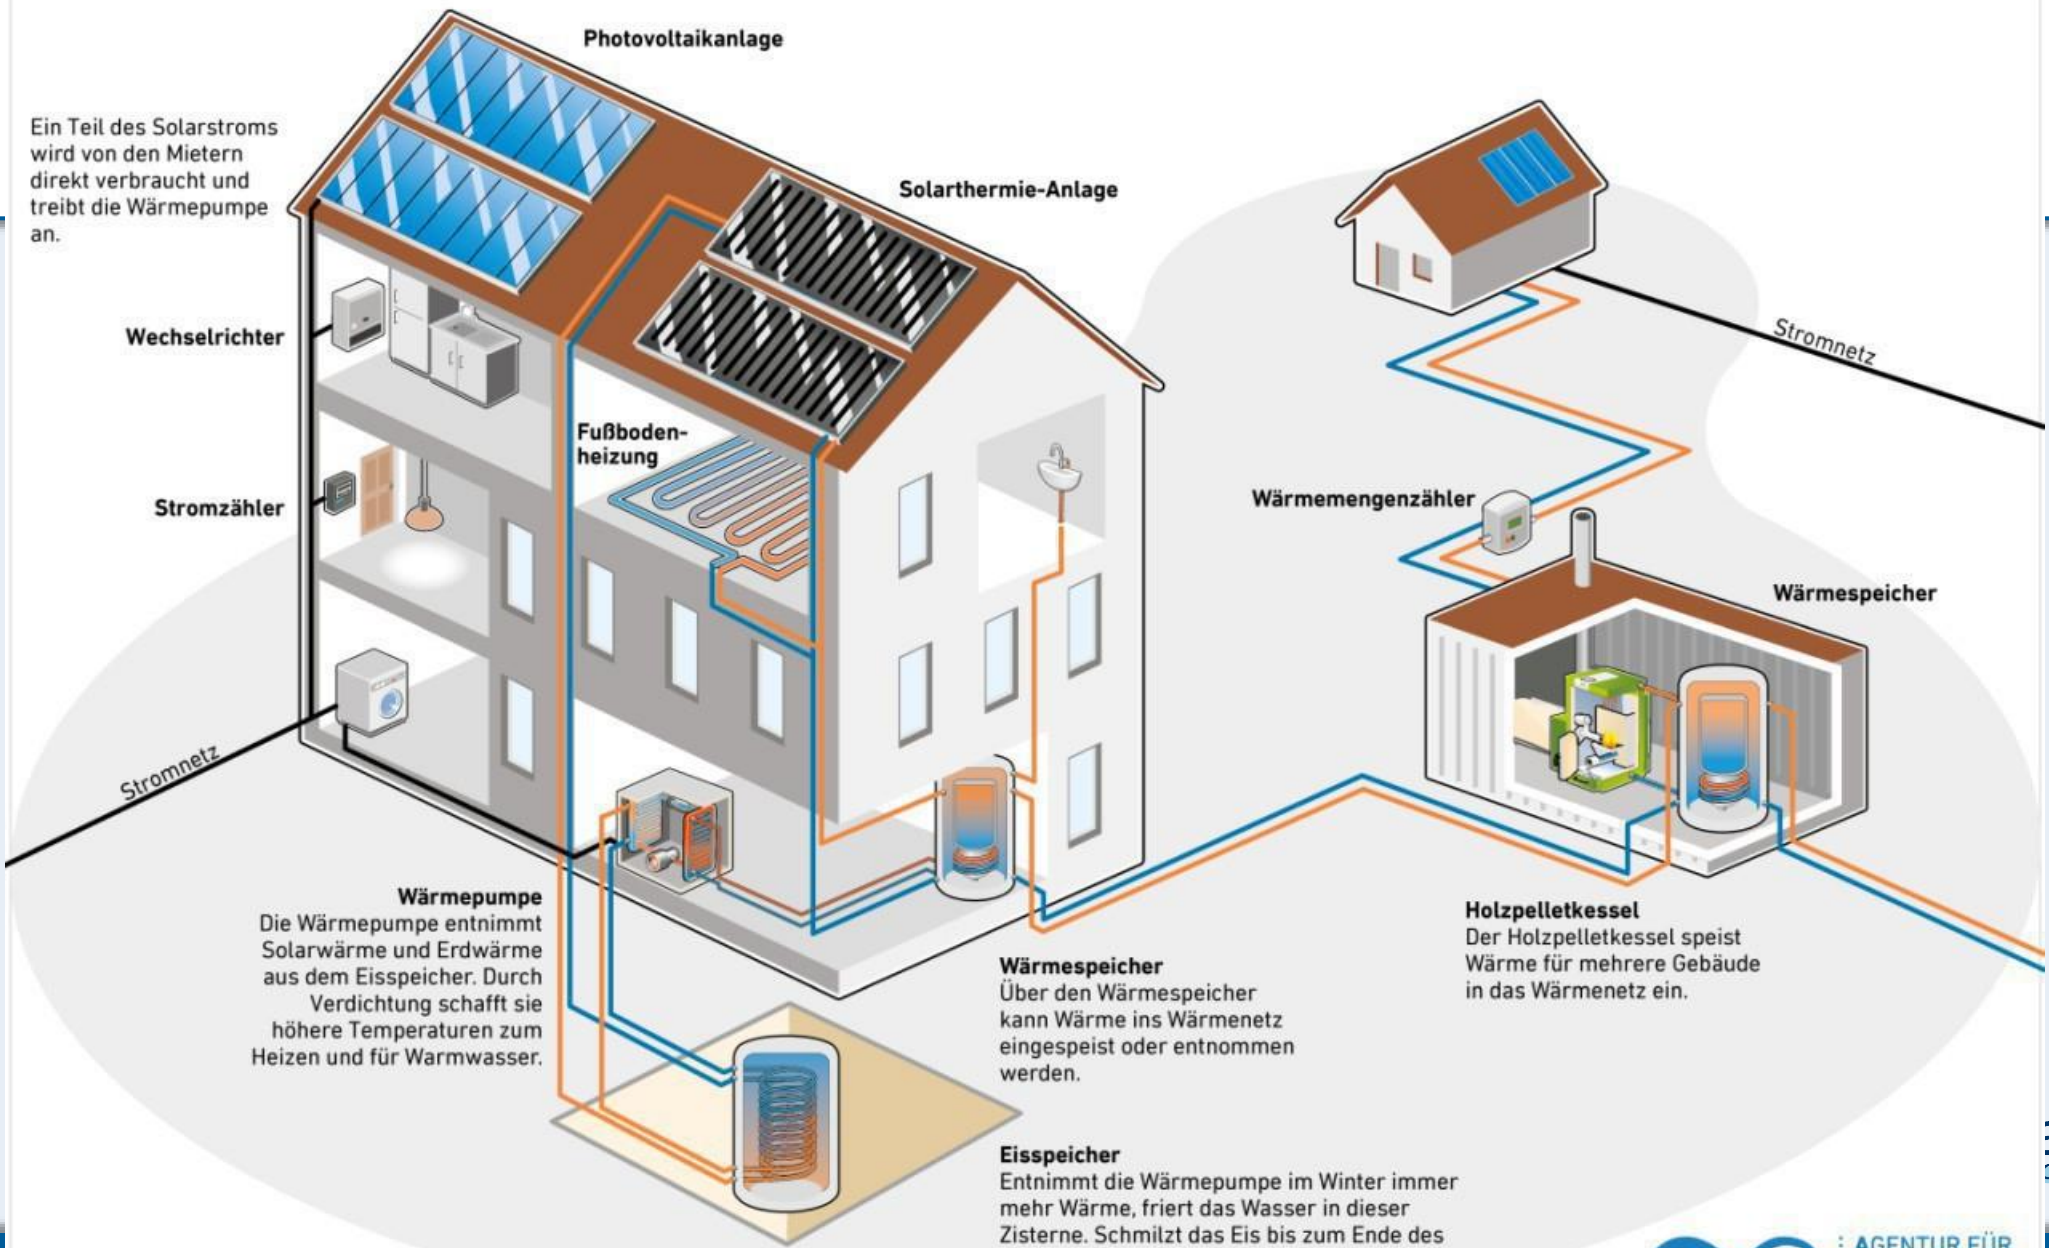 Photovoltaikanlage
Ein Teil des Solarstroms
wird von den Mietern
direkt verbraucht und
treibt die Wärmepumpe
an.
Solarthermie-Anlage
Wechselrichter
Stromnetz
Fußboden-
heizung
Stromzähler
Wärmemengenzähler
Wärmespeicher
Stromnetz
Wärmepumpe
Die Wärmepumpe entnimmt
Solarwärme und Erdwärme
aus dem Eisspeicher. Durch
Verdichtung schafft sie
höhere Temperaturen zum
Heizen und für Warmwasser.
Wärmespeicher
Über den Wärmespeicher
kann Wärme ins Wärmenetz
eingespeist oder entnommen
werden.
Holzpelletkessel
Der Holzpelletkessel speist
Wärme für mehrere Gebäude
in das Wärmenetz ein.
Eisspeicher
Entnimmt die Wärmepumpe im Winter immer
mehr Wärme, friert das Wasser in dieser
Zisterne. Schmilzt das Eis bis zum Ende des
AGENTUR FÜR